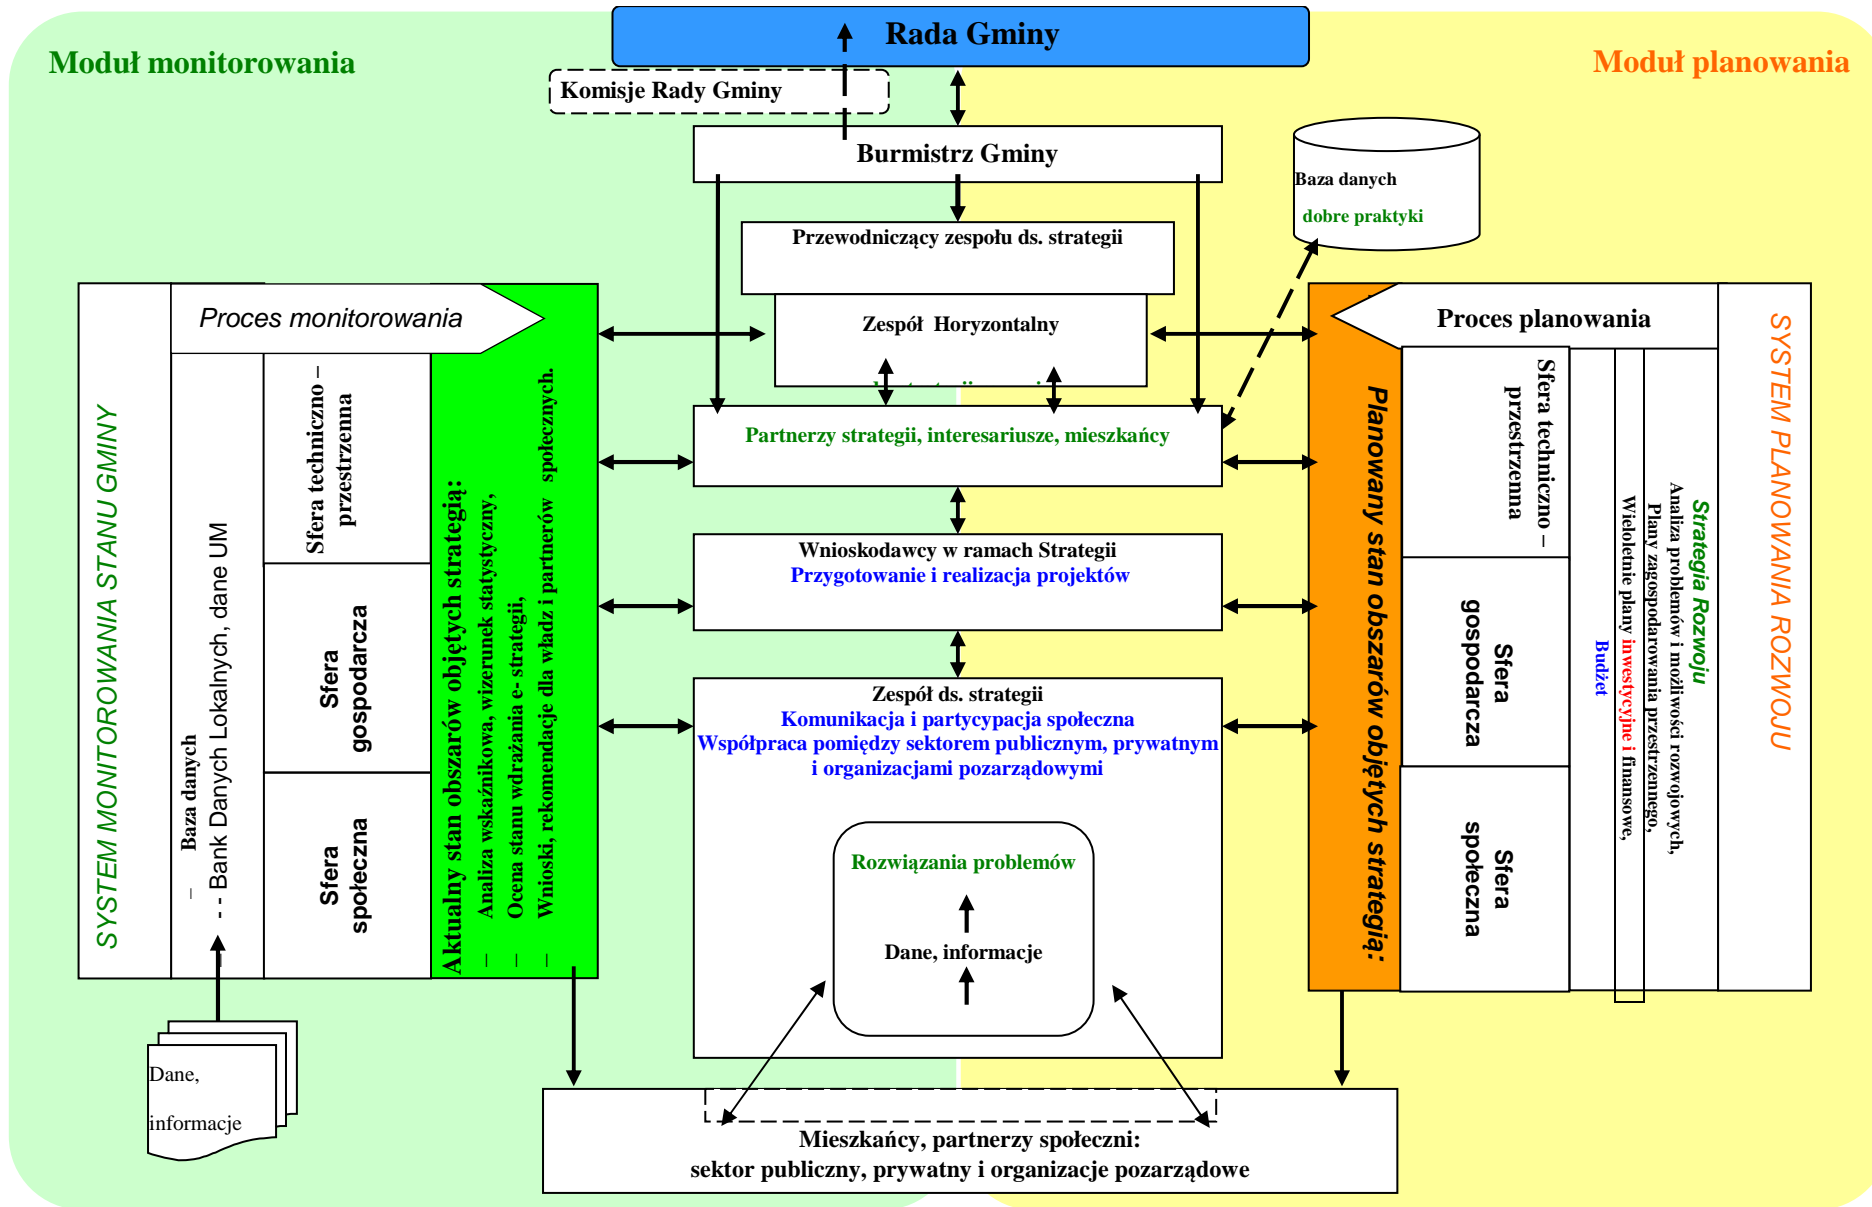 Rada Gminy
Moduł monitorowania
Moduł planowania
Komisje Rady Gminy
Burmistrz Gminy
Baza danych
dobre praktyki
Przewodniczący zespołu ds. strategii
Zespół Horyzontalny
Proces monitorowania
Proces planowania
Partnerzy strategii, interesariusze, mieszkańcy
Wnioskodawcy w ramach Strategii
Przygotowanie i realizacja projektów
Zespół ds. strategii
Komunikacja i partycypacja społeczna
Współpraca pomiędzy sektorem publicznym, prywatnym
i organizacjami pozarządowymi
Rozwiązania problemów
Dane, informacje
SYSTEM MONITOROWANIA STANU GMINY
– Baza danych
- - Bank Danych Lokalnych, dane UM
–
Sfera techniczno –
przestrzenna
Sfera
gospodarcza
Sfera
społeczna
Aktualny stan obszarów objętych strategią:
– Analiza wskaźnikowa, wizerunek statystyczny,
– Ocena stanu wdrażania e- strategii,
– Wnioski, rekomendacje dla władz i partnerów społecznych.
Planowany stan obszarów objętych strategią:
Sfera techniczno –
przestrzenna
Sfera
gospodarcza
Sfera
społeczna
Strategia Rozwoju
Analiza problemów i możliwości rozwojowych,
Plany zagospodarowania przestrzennego,
Wieloletnie plany inwestycyjne i finansowe,
Budżet
SYSTEM PLANOWANIA ROZWOJU
Dane,
informacje
Mieszkańcy, partnerzy społeczni:
sektor publiczny, prywatny i organizacje pozarządowe